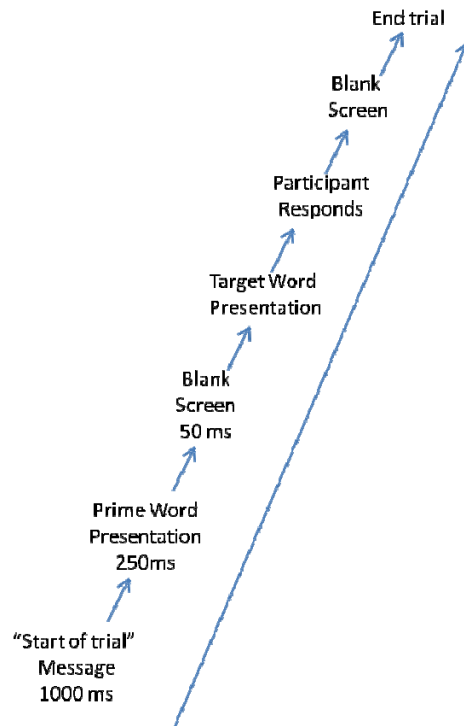 End trial
Blank
Screen
Participant
Responds
Target Word
Presentation
Blank
Screen
50 ms
Prime Word
Presentation
250ms
“Start of trial”
Message
1000 ms